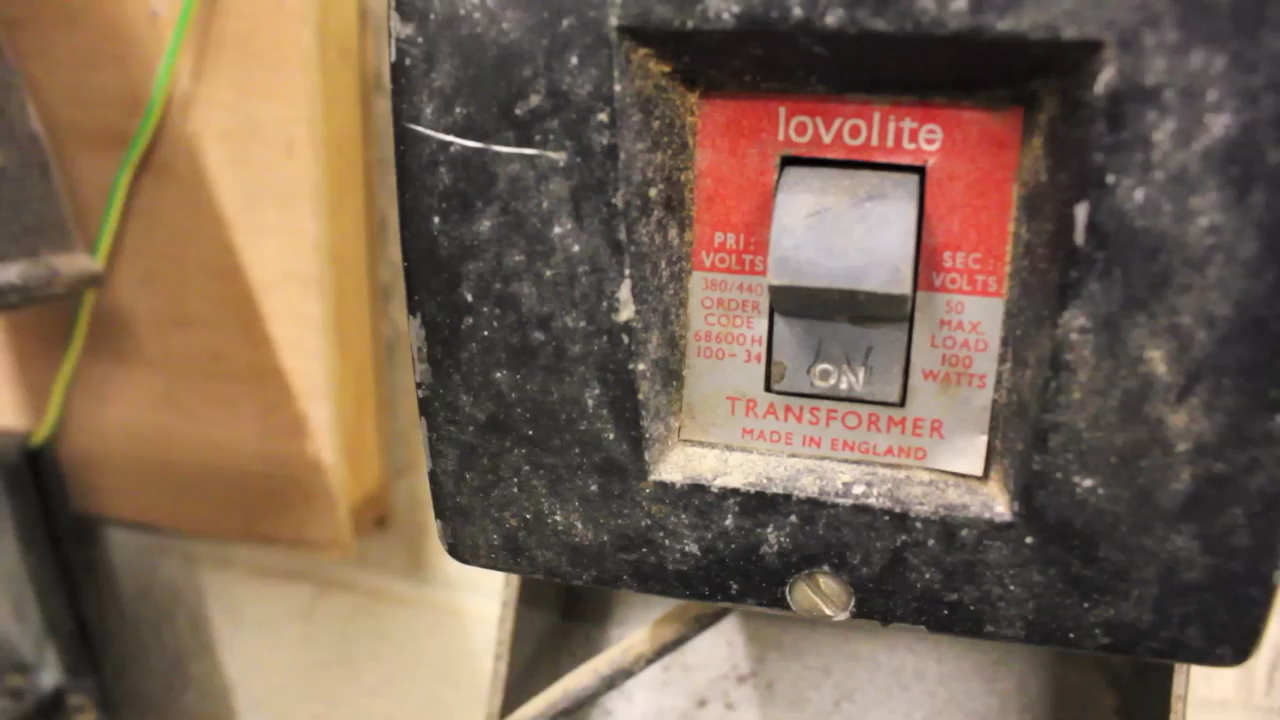 lovolite
PRI:
VOLTS
380/440
ORDER
CODE
68600H
100-34
SEC:
VOLTS
50
MAX.
LOAD
100
WATTS
ON
TRANSFORMER
MADE IN ENGLAND